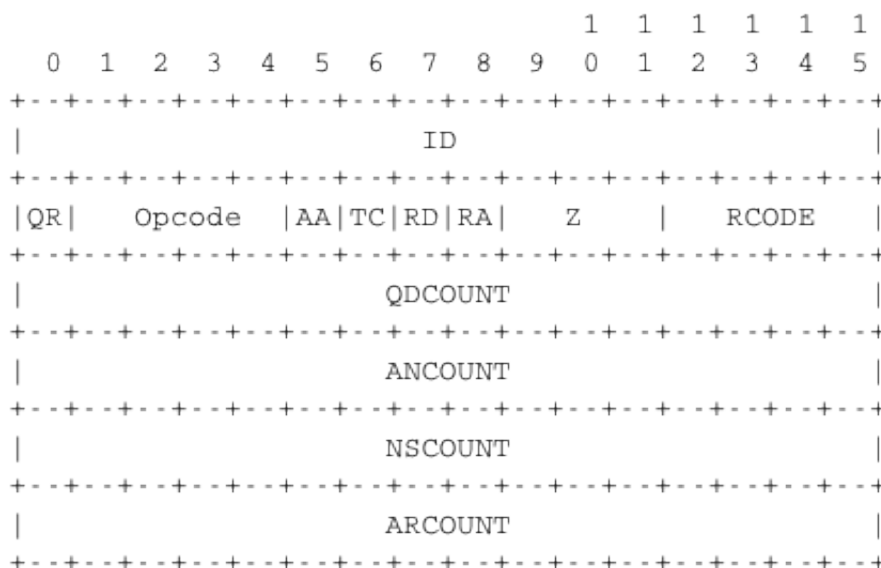 1  1  1  1  1  1
  0  1  2  3  4  5  6  7  8  9  0  1  2  3  4  5
+--+--+--+--+--+--+--+--+--+--+--+--+--+--+--+--+
|                      ID                       |
+--+--+--+--+--+--+--+--+--+--+--+--+--+--+--+--+
|QR|   Opcode  |AA|TC|RD|RA|   Z    |   RCODE   |
+--+--+--+--+--+--+--+--+--+--+--+--+--+--+--+--+
|                    QDCOUNT                    |
+--+--+--+--+--+--+--+--+--+--+--+--+--+--+--+--+
|                    ANCOUNT                    |
+--+--+--+--+--+--+--+--+--+--+--+--+--+--+--+--+
|                    NSCOUNT                    |
+--+--+--+--+--+--+--+--+--+--+--+--+--+--+--+--+
|                    ARCOUNT                    |
+--+--+--+--+--+--+--+--+--+--+--+--+--+--+--+--+